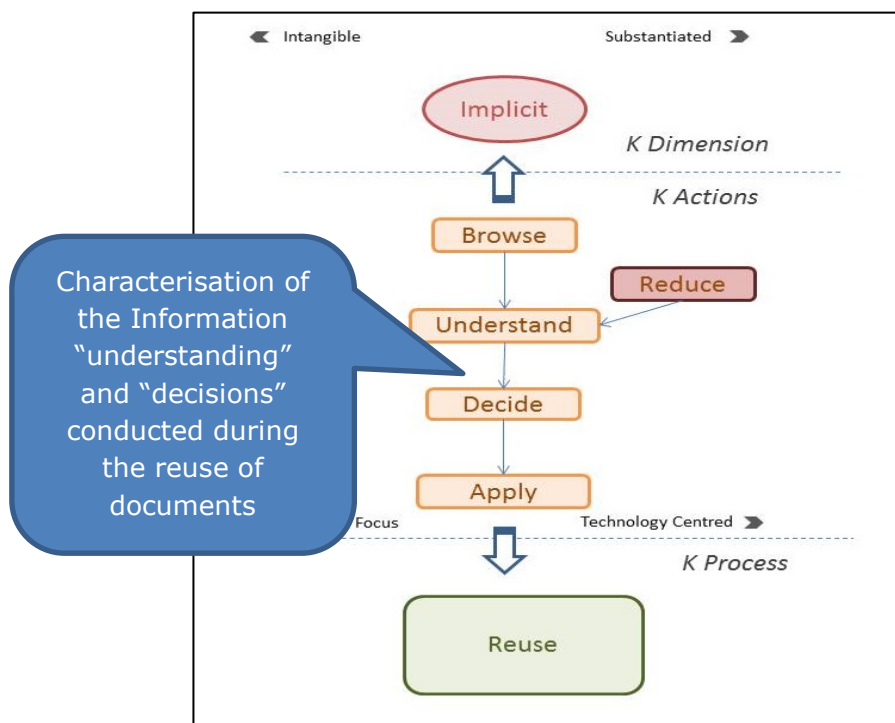 Intangible
Substantiated
Implicit
K Dimension
K Actions
Browse
Reduce
Understand
Decide
Apply
Characterisation of
the Information
“understanding”
and “decisions”
conducted during
the reuse of
documents
Focus
Technology Centred
K Process
Reuse